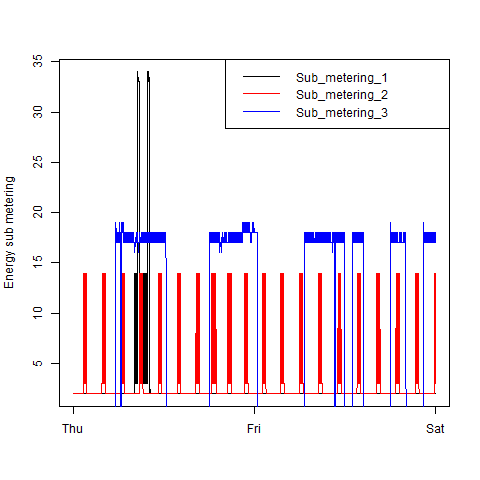 Sub_metering_1
Sub_metering_2
Sub_metering_3
Energy sub metering
35
30
25
20
15
10
5
Thu Fri Sat